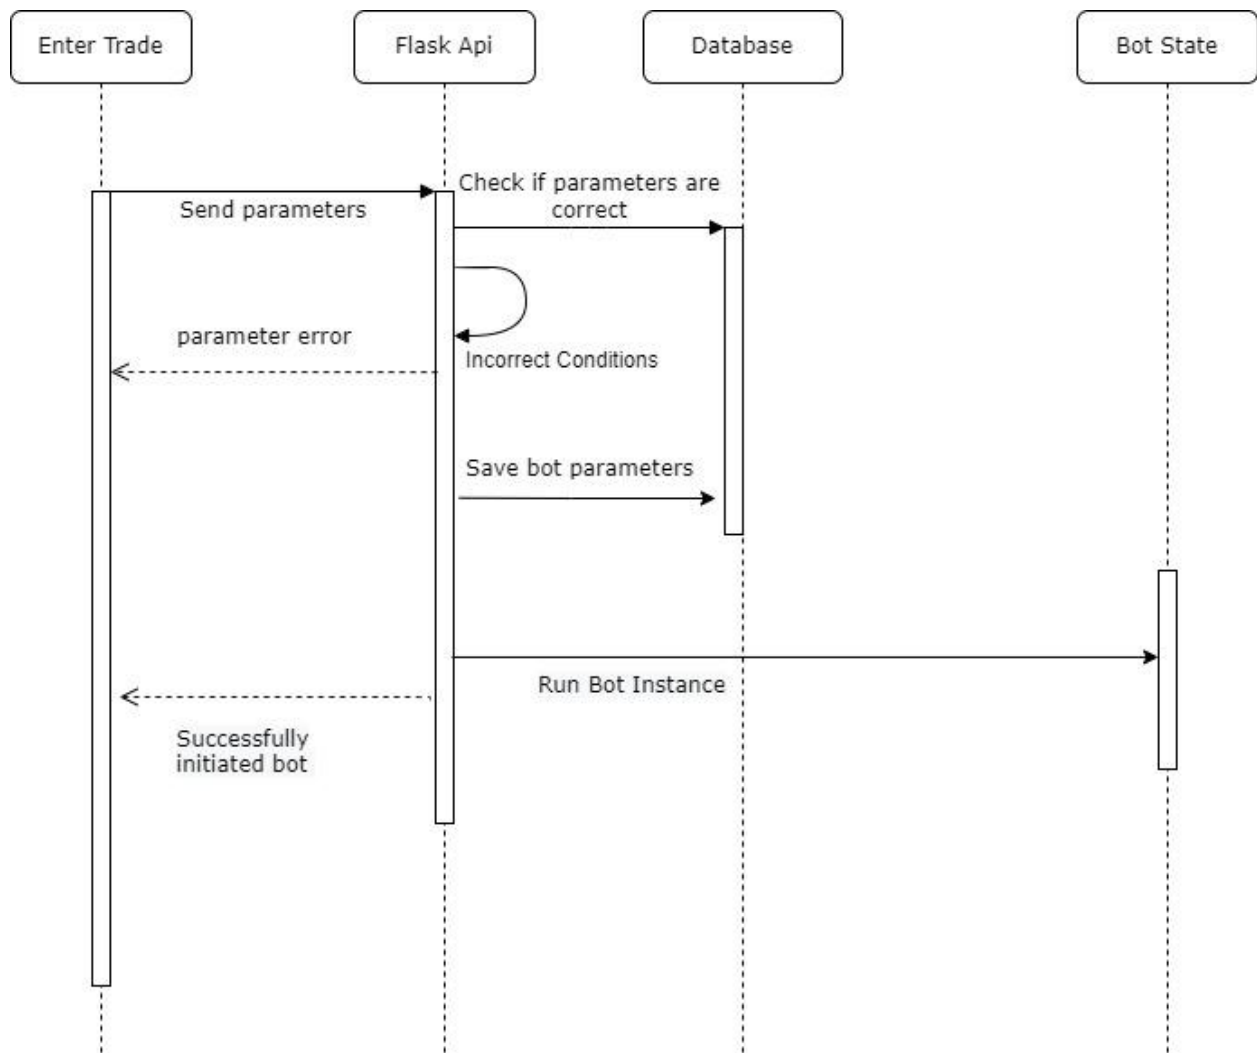 Enter Trade
Flask Api
Database
Bot State
Check if parameters are
correct
Send parameters
parameter error
Incorrect Conditions
Save bot parameters
Run Bot Instance
Successfully
initiated bot